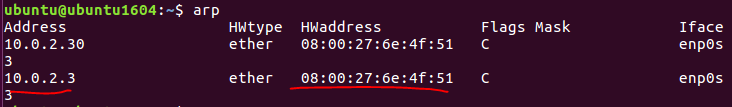 ubuntu@ubuntu1604:~$ arp
Address                  HWtype  HWaddress           Flags Mask            Iface
10.0.2.30                ether   08:00:27:6e:4f:51   C                     enp0s
3
10.0.2.3                 ether   08:00:27:6e:4f:51   C                     enp0s
3